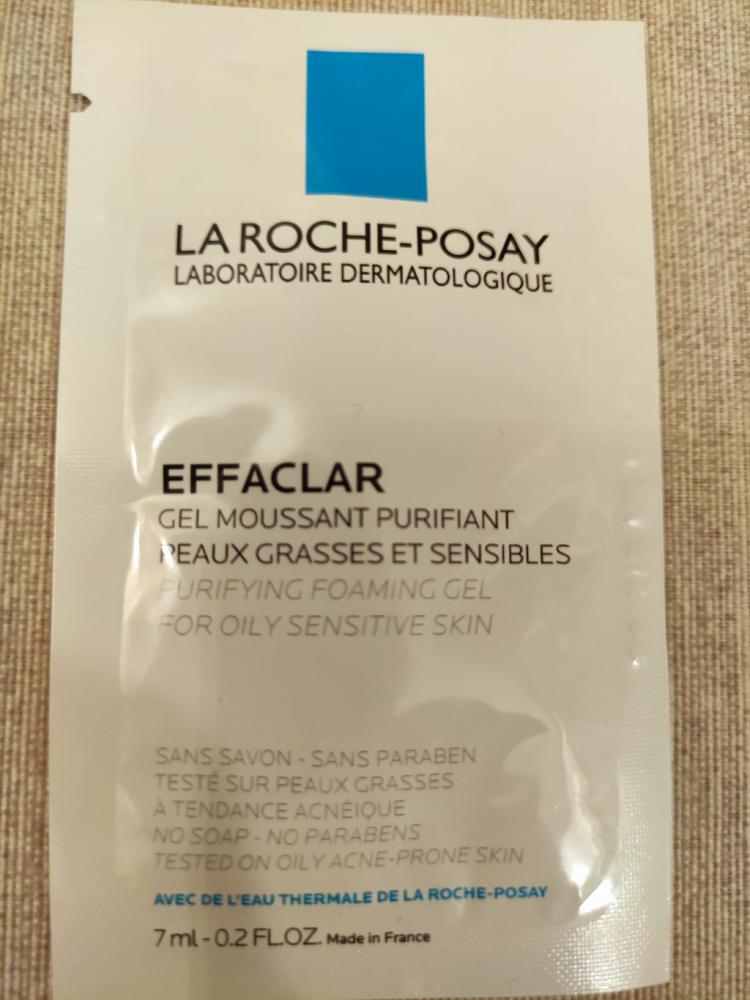 LA ROCHE-POSAY
LABORATOIRE DERMATOLOGIQUE
EFFACLAR
GEL MOUSSANT PURIFIANT
PEAUX GRASSES ET SENSIBLES
PURIFYING FOAMING GEL
FOR OILY SENSITIVE SKIN
SANS SAVON - SANS PARABEN
TESTÉ SUR PEAUX GRASSES
À TENDANCE ACNÉIQUE
NO SOAP - NO PARABENS
TESTED ON OILY ACNE-PRONE SKIN
AVEC DE L'EAU THERMALE DE LA ROCHE-POSAY
7 ml - 0.2 FL.OZ. Made in France